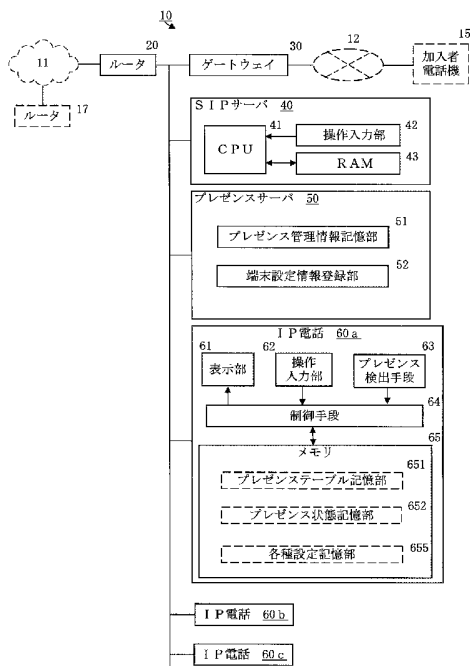 10
11
ルータ 20
ゲートウェイ 30
12
加入者
電話機
15
ルータ 17
SIPサーバ 40
CPU 41
操作入力部 42
RAM 43
プレゼンスサーバ 50
プレゼンス管理情報記憶部 51
端末設定情報登録部 52
IP電話 60a
61
表示部
62
操作
入力部
63
プレゼンス
検出手段
制御手段 64
メモリ 65
プレゼンステーブル記憶部 651
プレゼンス状態記憶部 652
各種設定記憶部 655
IP電話 60b
IP電話 60c